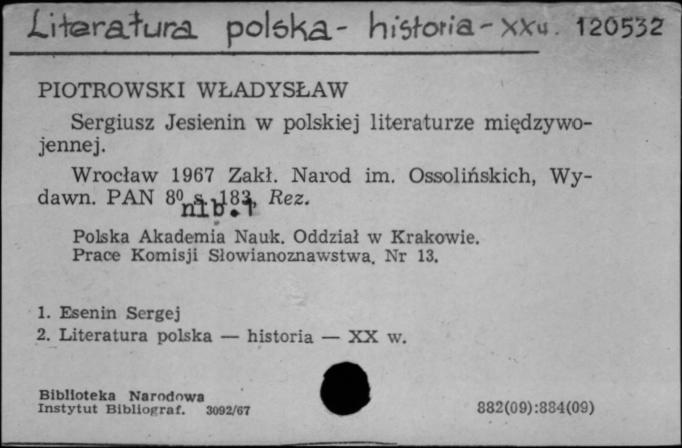 Literatura polska - historia - XX w. 120532
PIOTROWSKI WŁADYSŁAW
Sergiusz Jesienin w polskiej literaturze międzywo-
jennej.
Wrocław 1967 Zakł. Narod im. Ossolińskich, Wy-
dawn. PAN 8⁰ s. 183, Rez.
nlb. 1
Polska Akademia Nauk. Oddział w Krakowie.
Prace Komisji Słowianoznawstwa. Nr 13.
1. Esenin Sergej
2. Literatura polska — historia — XX w.
Biblioteka Narodowa
Instytut Bibliograf. 3092/67
882(09):884(09)